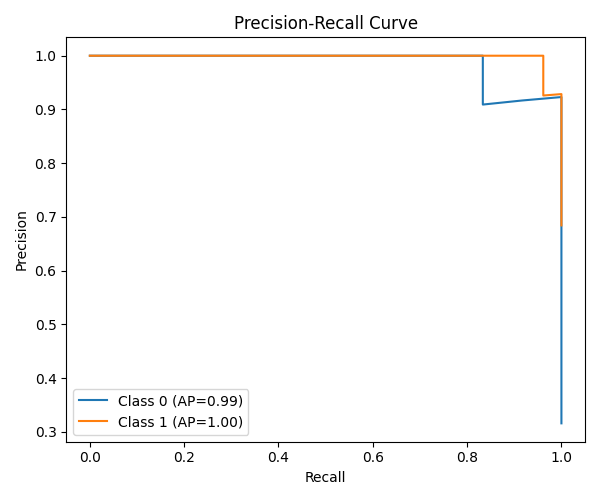 Precision-Recall Curve
1.0
0.9
0.8
0.7
0.6
0.5
0.4
0.3
Precision
Class 0 (AP=0.99)
Class 1 (AP=1.00)
0.0 0.2 0.4 0.6 0.8 1.0
Recall